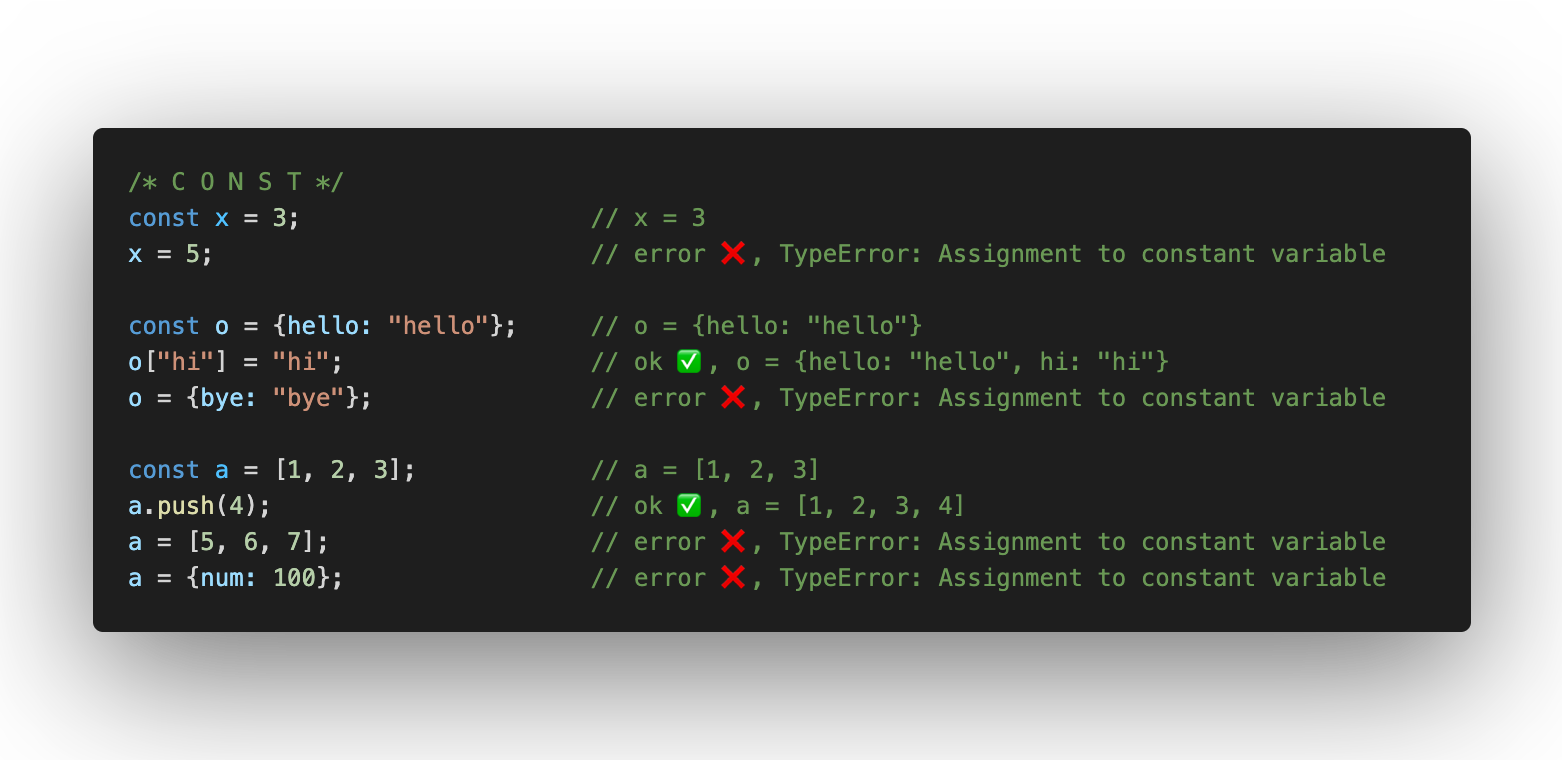 /* C O N S T */
const x = 3; // x = 3
x = 5; // error ❌, TypeError: Assignment to constant variable
const o = {hello: "hello"}; // o = {hello: "hello"}
o["hi"] = "hi"; // ok ✅, o = {hello: "hello", hi: "hi"}
o = {bye: "bye"}; // error ❌, TypeError: Assignment to constant variable
const a = [1, 2, 3]; // a = [1, 2, 3]
a.push(4); // ok ✅, a = [1, 2, 3, 4]
a = [5, 6, 7]; // error ❌, TypeError: Assignment to constant variable
a = {num: 100}; // error ❌, TypeError: Assignment to constant variable